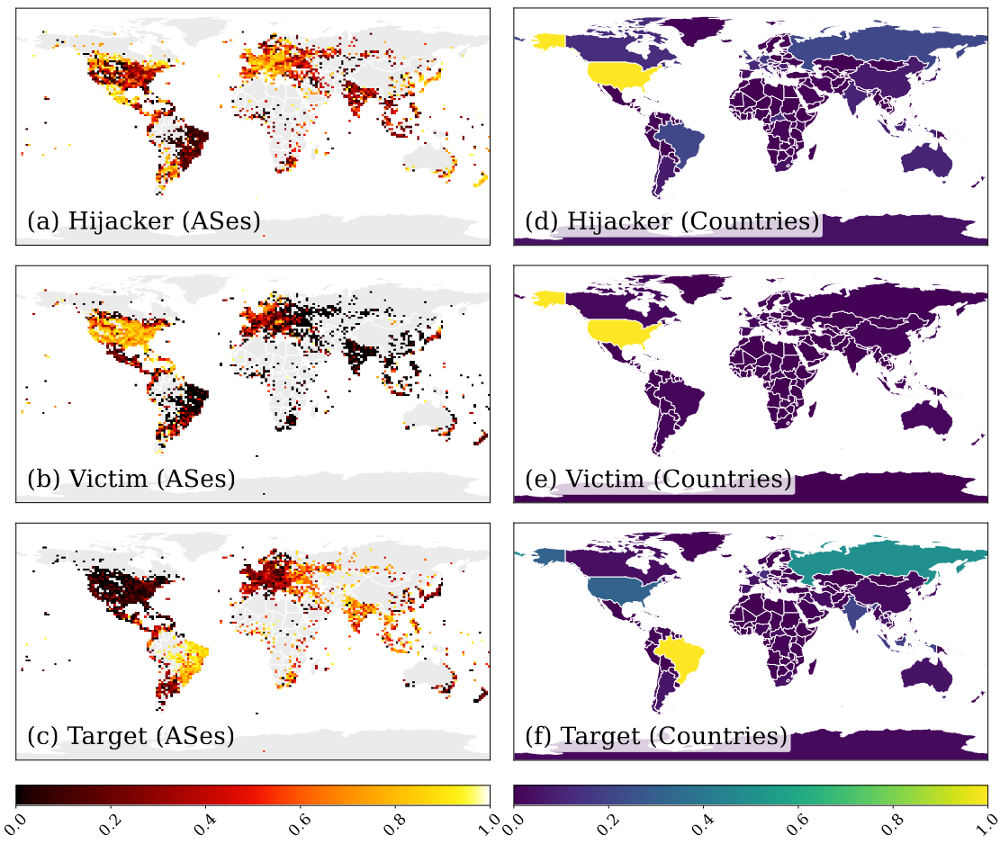 (a) Hijacker (ASes)
(d) Hijacker (Countries)
(b) Victim (ASes)
(e) Victim (Countries)
(c) Target (ASes)
(f) Target (Countries)
0.0 0.2 0.4 0.6 0.8 1.0
0.0 0.2 0.4 0.6 0.8 1.0